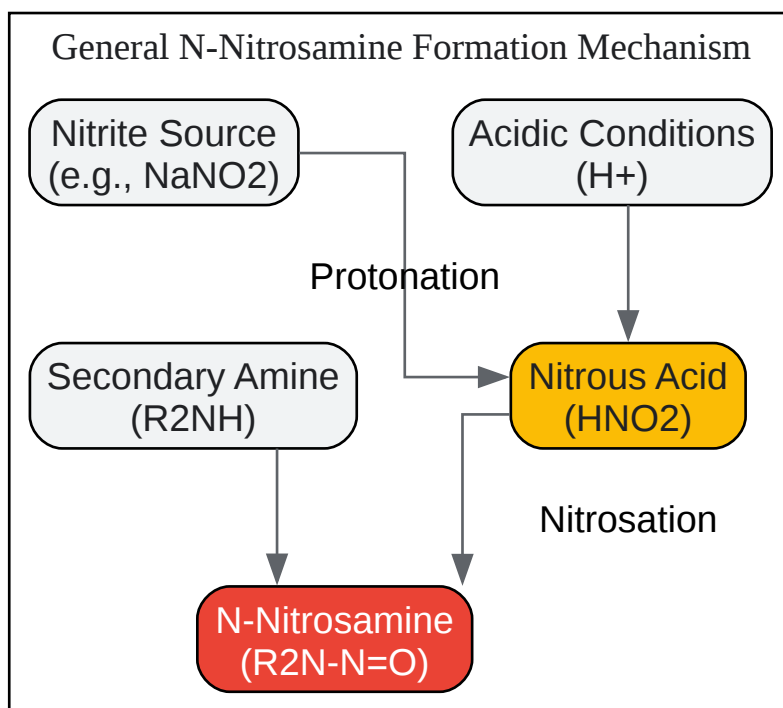 General N-Nitrosamine Formation Mechanism
Nitrite Source
(e.g., NaNO2)
Acidic Conditions
(H+)
Protonation
Secondary Amine
(R2NH)
Nitrous Acid
(HNO2)
Nitrosation
N-Nitrosamine
(R2N-N=O)